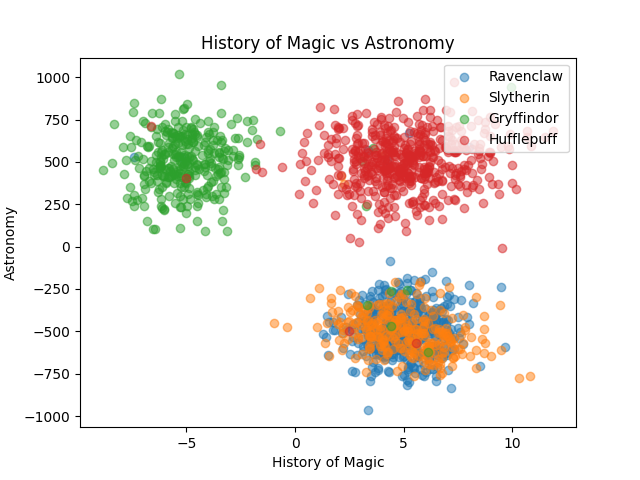 History of Magic vs Astronomy
Ravenclaw
Slytherin
Gryffindor
Hufflepuff
1000
750
500
250
0
−250
−500
−750
−1000
Astronomy
−5 0 5 10
History of Magic